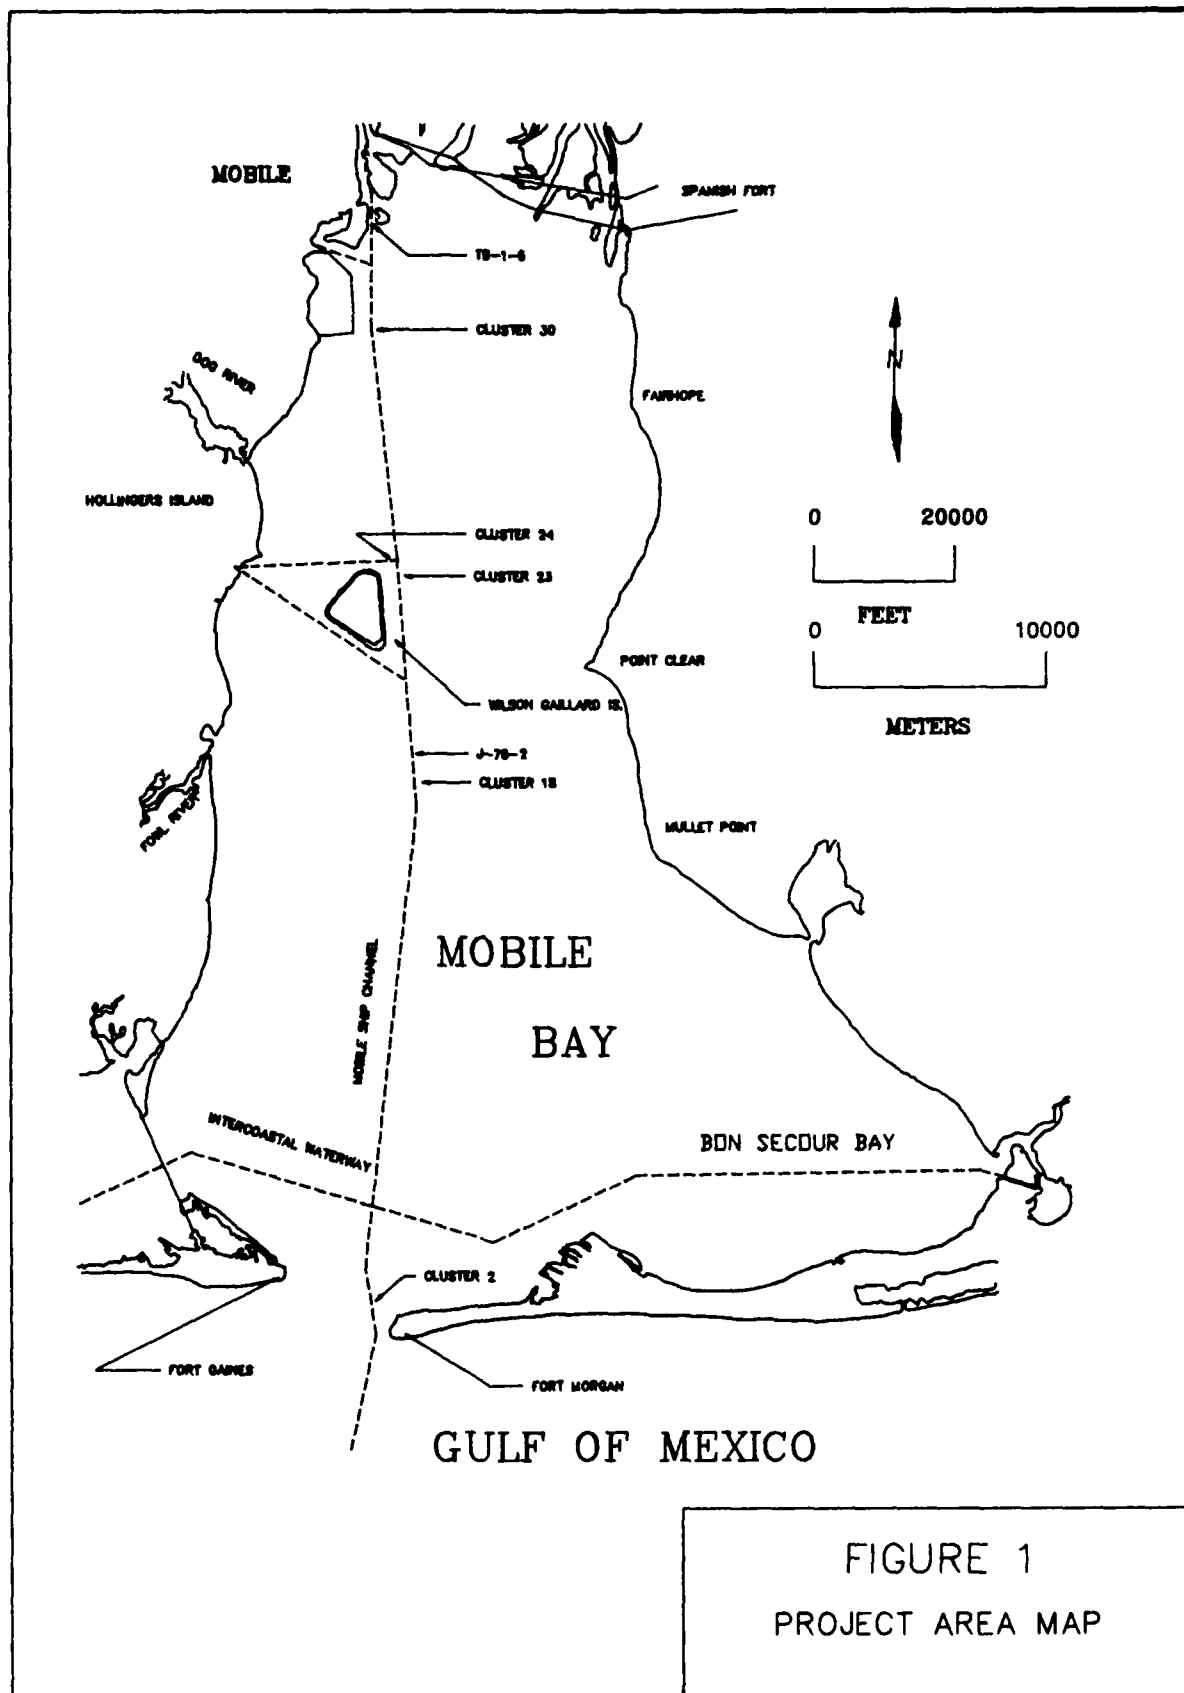 MOBILE
SPANISH FORT
TB-1-6
CLUSTER 30
DOG RIVER
FAIRHOPE
N
HOLLINGERS ISLAND
0 20000
FEET
CLUSTER 24
CLUSTER 23
0 10000
METERS
POINT CLEAR
WILSON GAILLARD IS.
J-78-2
CLUSTER 18
FOWL RIVER
MULLET POINT
MOBILE
BAY
MOBILE SHIP CHANNEL
INTERCOASTAL WATERWAY
BON SECOUR BAY
CLUSTER 2
FORT GAINES
FORT MORGAN
GULF OF MEXICO
FIGURE 1
PROJECT AREA MAP